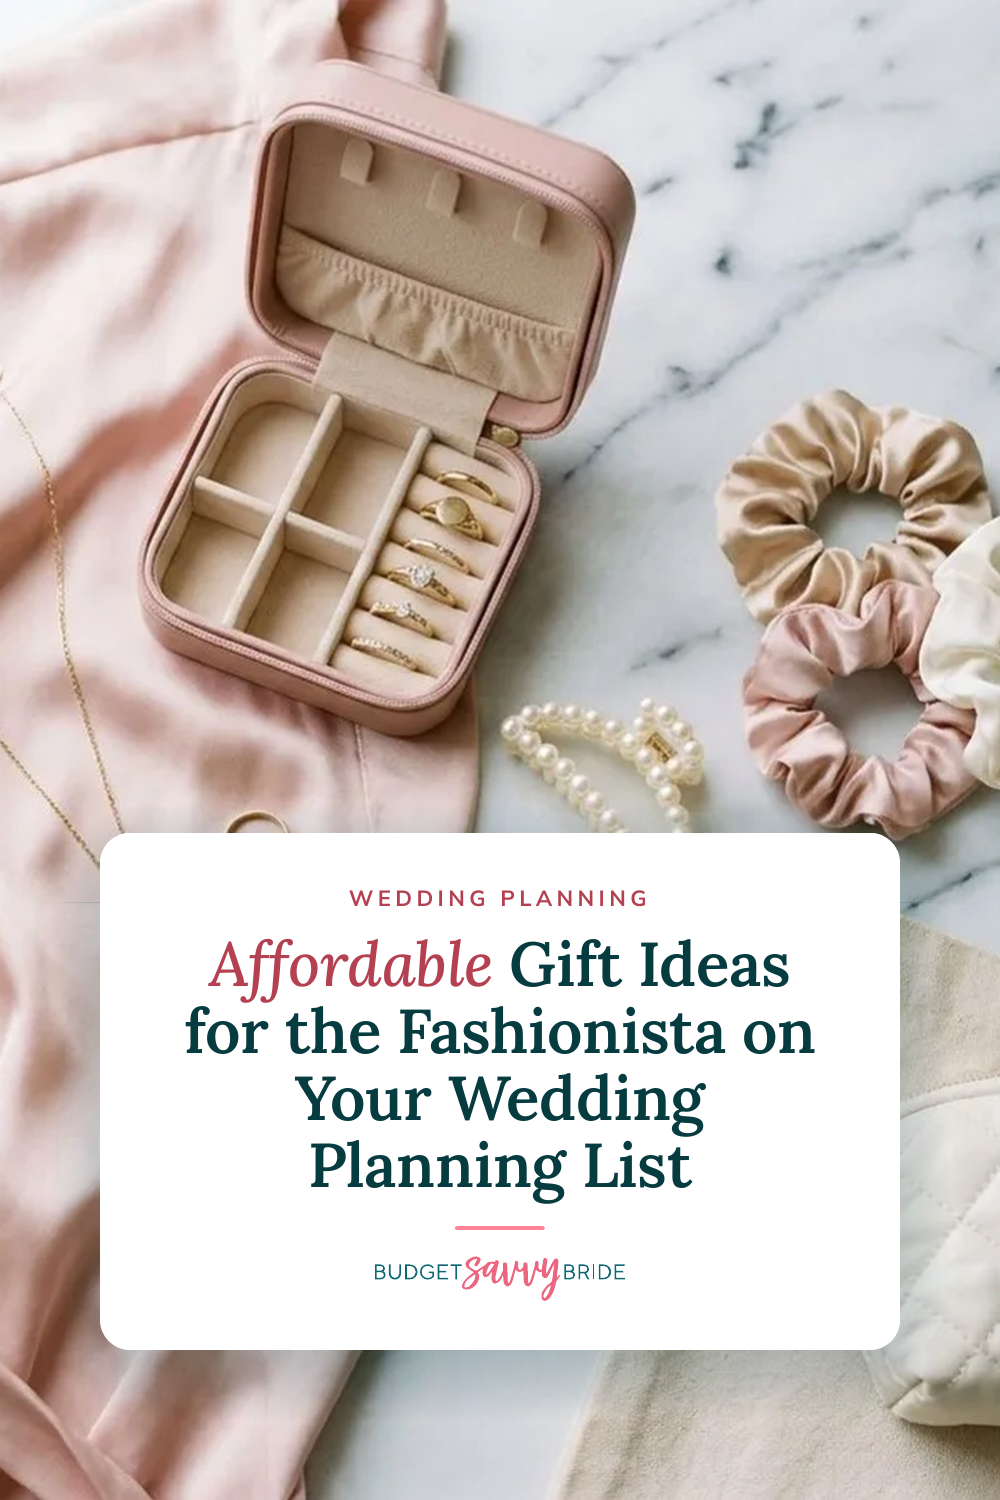 WEDDING PLANNING
Affordable Gift Ideas
for the Fashionista on
Your Wedding
Planning List
BUDGET savvy BRIDE